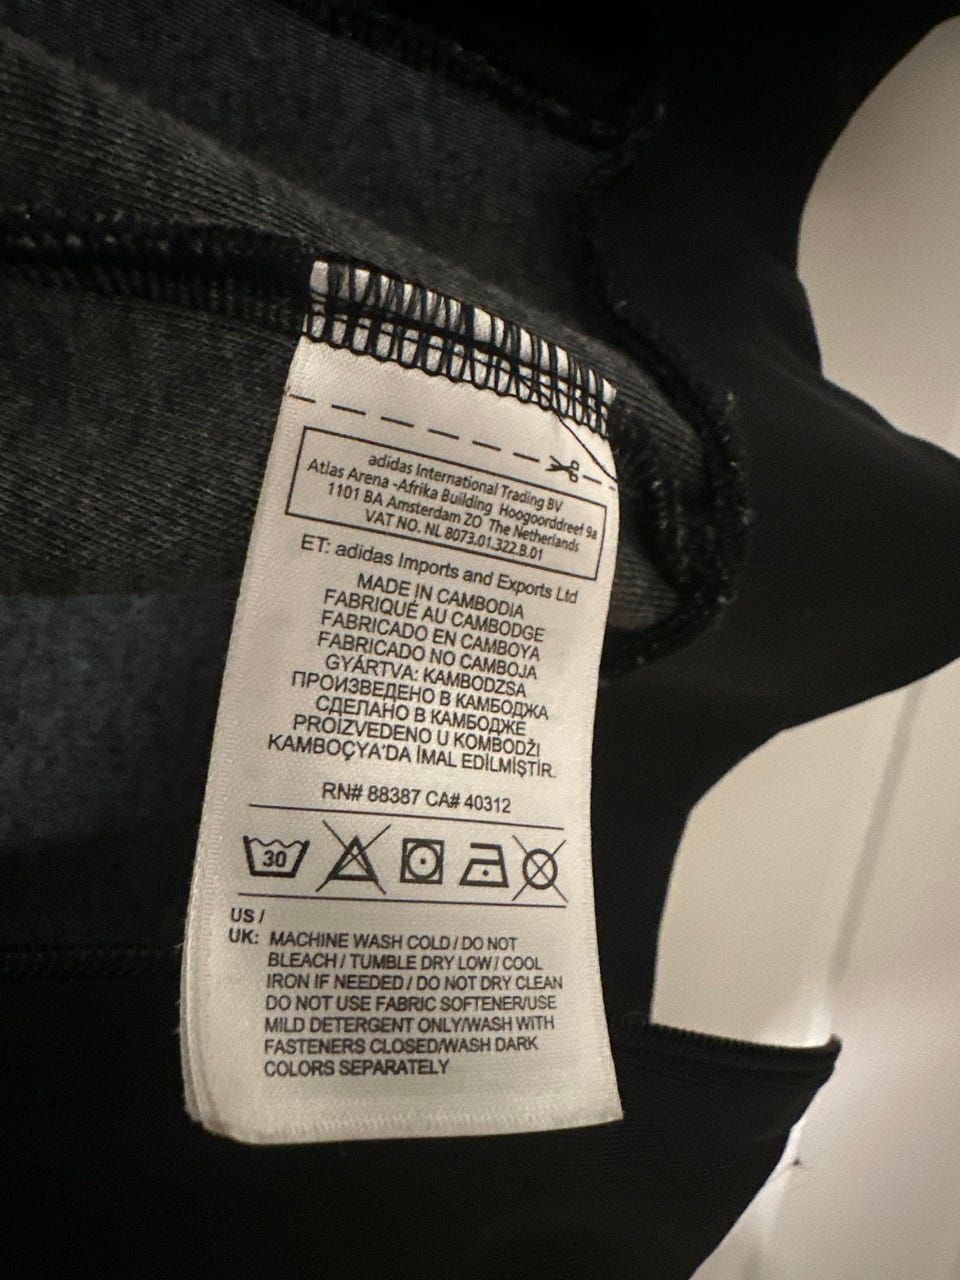 adidas International Trading BV
Atlas Arena -Afrika Building Hoogoorddreef 9a
1101 BA Amsterdam ZO The Netherlands
VAT NO. NL 8073.01.322.B.01
ET: adidas Imports and Exports Ltd
MADE IN CAMBODIA
FABRIQUÉ AU CAMBODGE
FABRICADO EN CAMBOYA
FABRICADO NO CAMBOJA
GYÁRTVA: KAMBODZSA
ПРОИЗВЕДЕНО В КАМБОДЖА
СДЕЛАНО В КАМБОДЖЕ
PROIZVEDENO U KOMBODŽI
KAMBOÇYA'DA İMAL EDİLMİŞTİR.
RN# 88387 CA# 40312
30
US /
UK: MACHINE WASH COLD / DO NOT
BLEACH / TUMBLE DRY LOW / COOL
IRON IF NEEDED / DO NOT DRY CLEAN
DO NOT USE FABRIC SOFTENER/USE
MILD DETERGENT ONLY/WASH WITH
FASTENERS CLOSED/WASH DARK
COLORS SEPARATELY